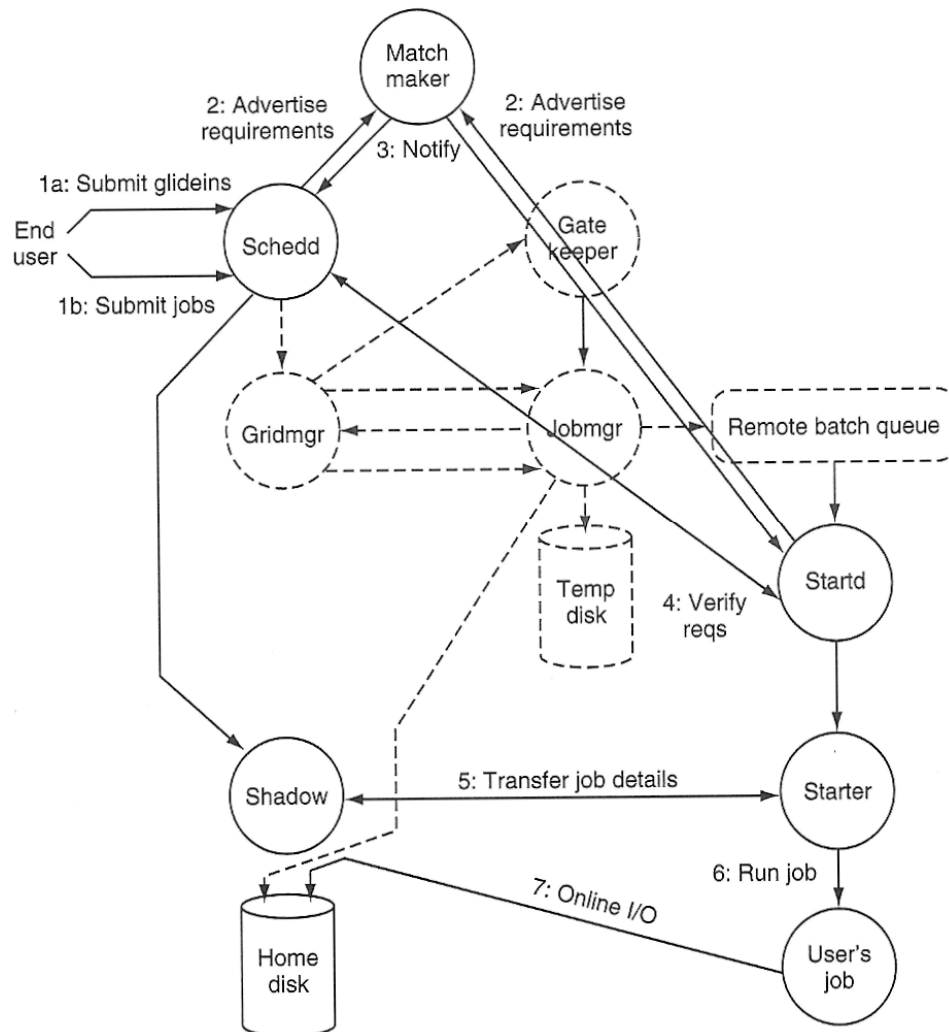 Match
maker
2: Advertise
requirements
2: Advertise
requirements
3: Notify
1a: Submit glideins
End
user
Schedd
Gate
keeper
1b: Submit jobs
Gridmgr
Jobmgr
Remote batch queue
Temp
disk
4: Verify
reqs
Startd
Shadow
5: Transfer job details
Starter
6: Run job
7: Online I/O
Home
disk
User's
job